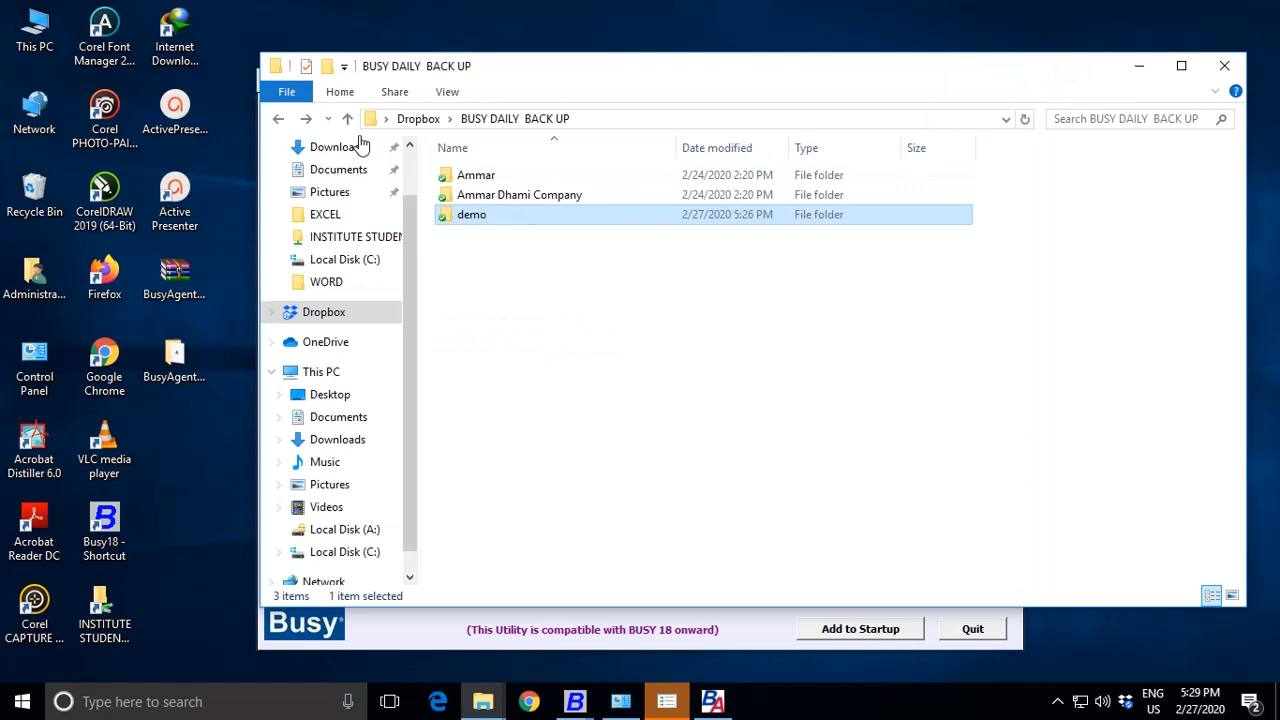 This PC
Corel Font
Manager 2...
Internet
Downlo...
Network
Corel
PHOTO-PAI...
ActivePrese...
Recycle Bin
CorelDRAW
2019 (64-Bit)
Active
Presenter
Administra...
Firefox
BusyAgent...
Control
Panel
Google
Chrome
BusyAgent...
Acrobat
Distiller 6.0
VLC media
player
Acrobat
Reader DC
Busy18 -
Shortcut
Corel
CAPTURE ...
INSTITUTE
STUDEN...
BUSY DAILY  BACK UP
File
Home
Share
View
Dropbox
BUSY DAILY  BACK UP
Search BUSY DAILY  BACK UP
Documents
Pictures
EXCEL
INSTITUTE STUDEN
Local Disk (C:)
WORD
Dropbox
OneDrive
This PC
Desktop
Documents
Downloads
Music
Pictures
Videos
Local Disk (A:)
Local Disk (C:)
Network
Name Date modified Type Size
Ammar 2/24/2020 2:20 PM File folder
Ammar Dhami Company 2/24/2020 2:20 PM File folder
demo 2/27/2020 5:26 PM File folder
3 items 1 item selected
Busy
(This Utility is compatible with BUSY 18 onward)
Add to Startup
Quit
Type here to search
ENG
US
5:29 PM
2/27/2020
2